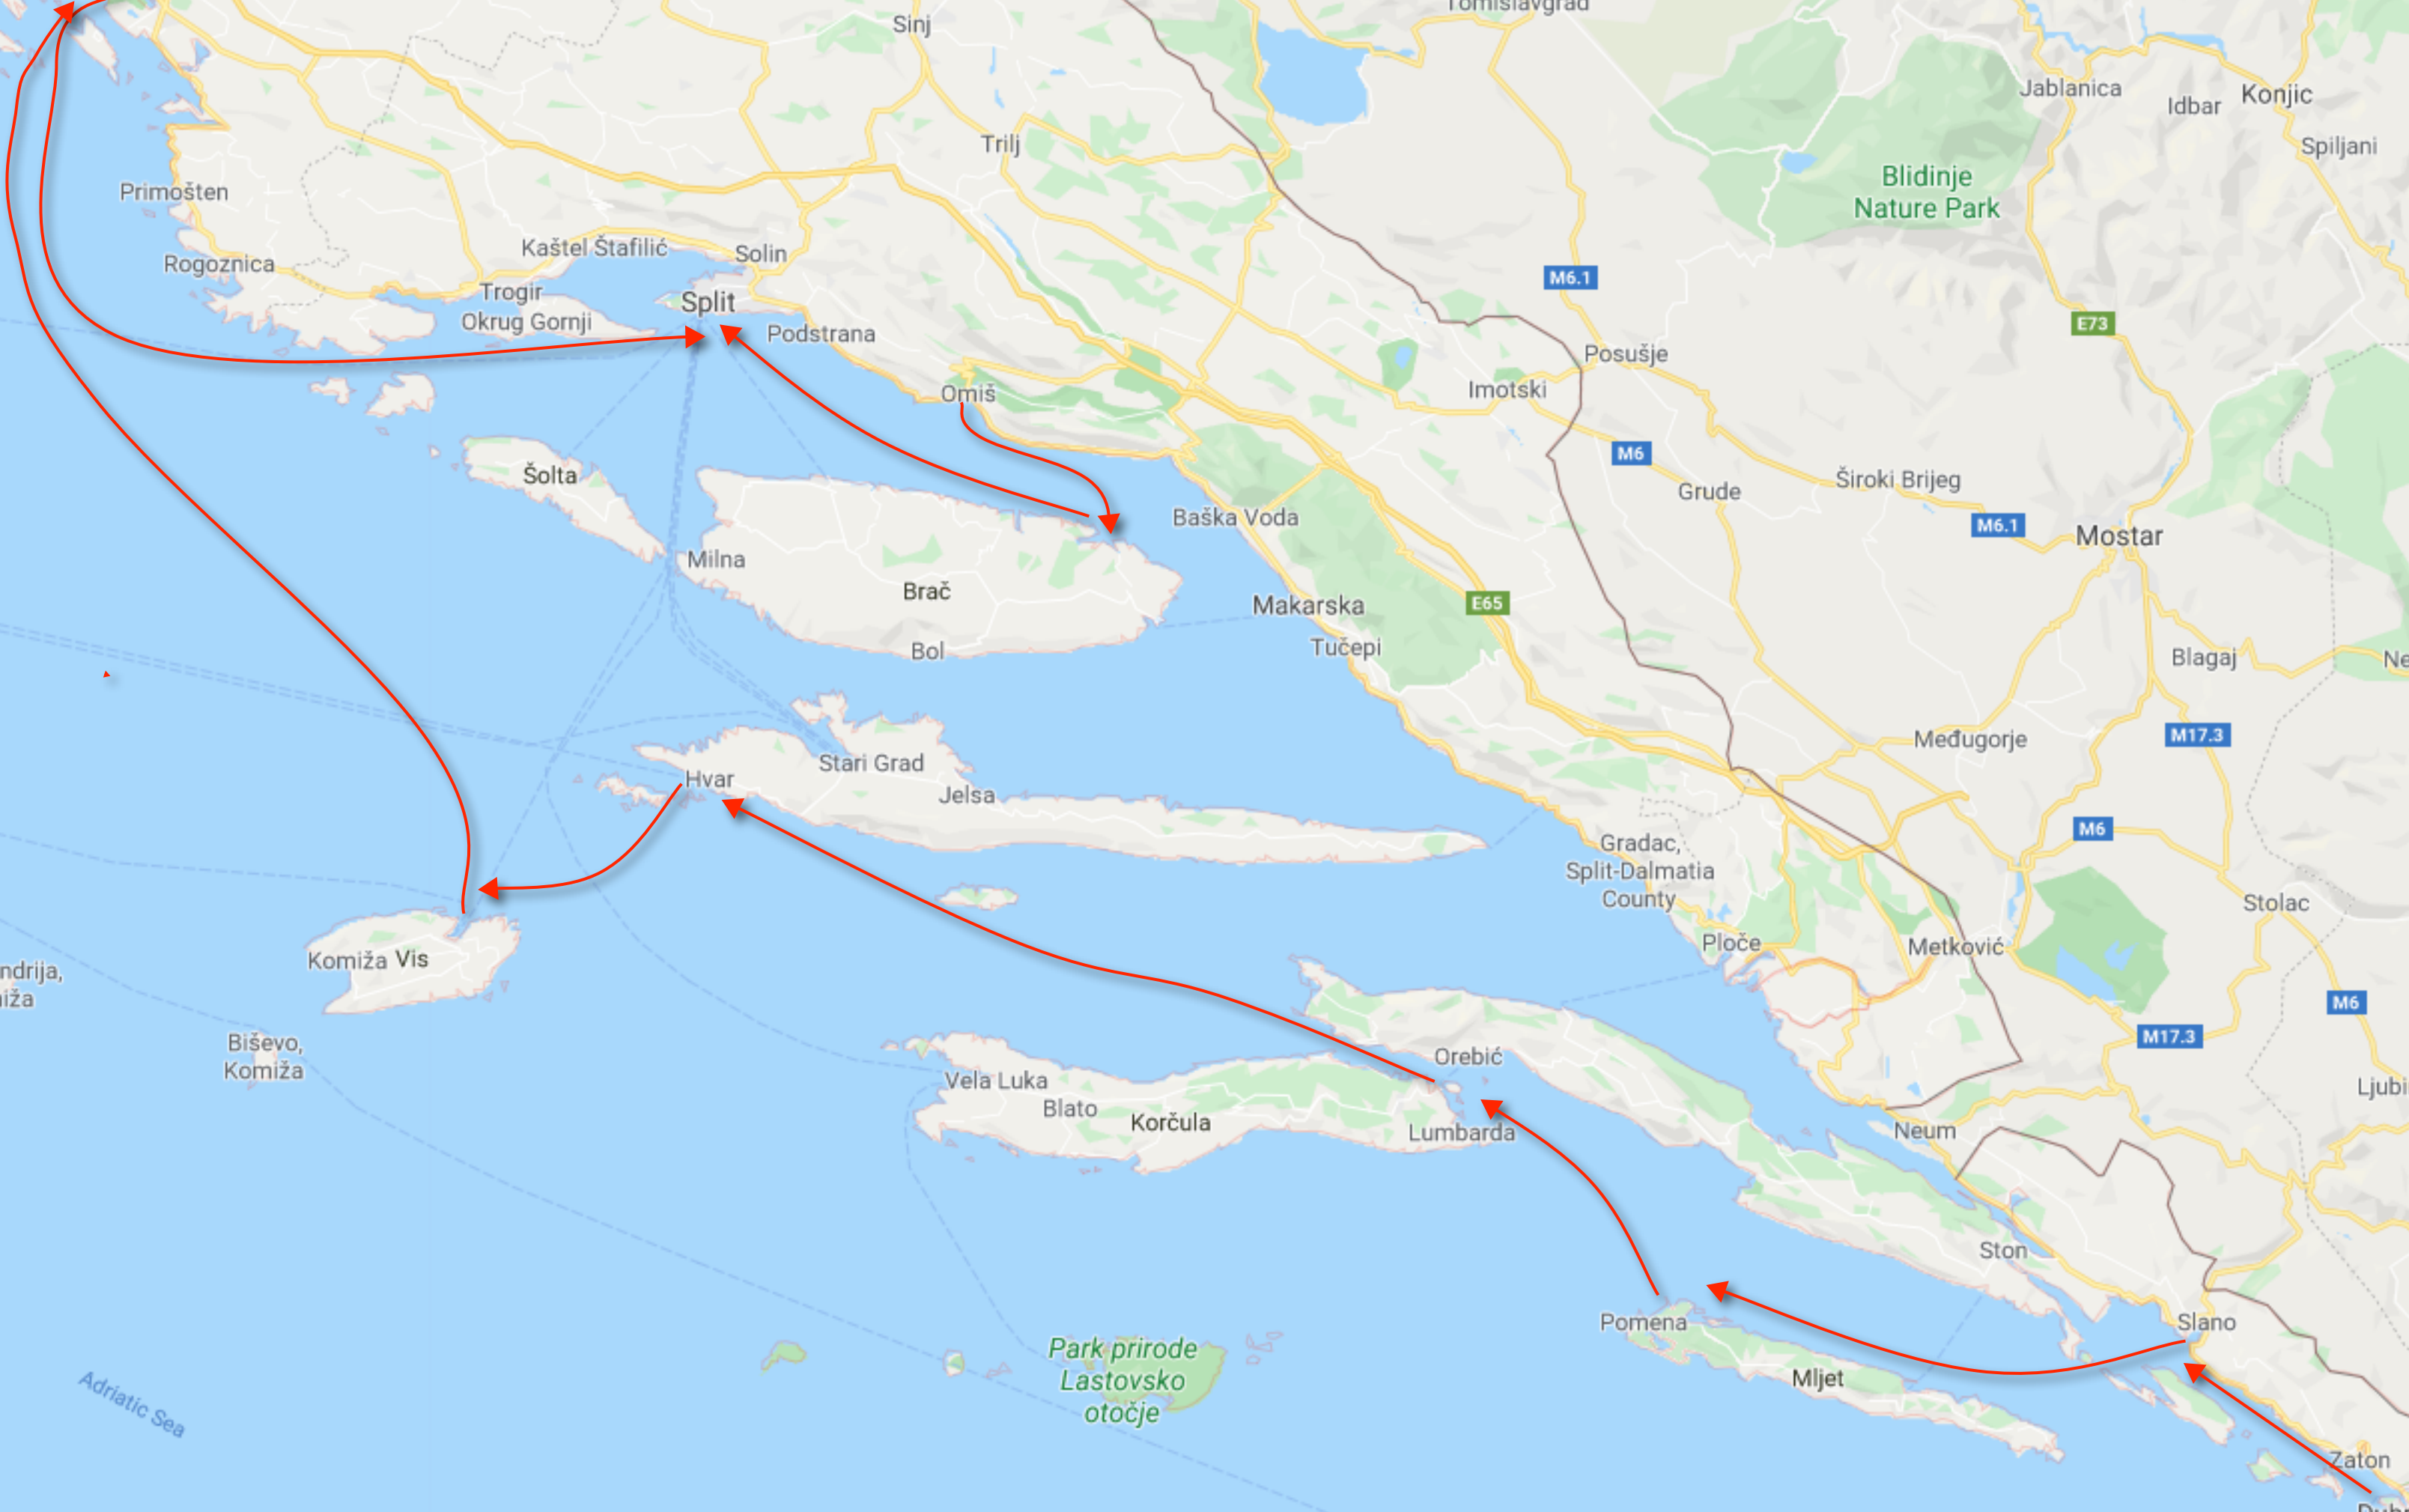 Tomislavgrad
Sinj
Jablanica
Konjic
Idbar
Trilj
Spiljani
Blidinje
Nature Park
Primošten
Kaštel Štafilić
Solin
Rogoznica
M6.1
Trogir
Split
Okrug Gornji
Podstrana
E73
Posušje
Omiš
Imotski
M6
Šolta
Široki Brijeg
Grude
Baška Voda
M6.1
Mostar
Milna
Brač
Makarska
E65
Bol
Tučepi
Blagaj
Ne
Međugorje
M17.3
Stari Grad
Hvar
Jelsa
M6
Gradac,
Split-Dalmatia
County
Stolac
Ploče
Metković
Komiža
Vis
ndrija,
iža
M6
Biševo,
Komiža
M17.3
Orebić
Vela Luka
Ljubi
Blato
Korčula
Lumbarda
Neum
Ston
Pomena
Slano
Park prirode
Lastovsko
otočje
Mljet
Adriatic Sea
Zaton